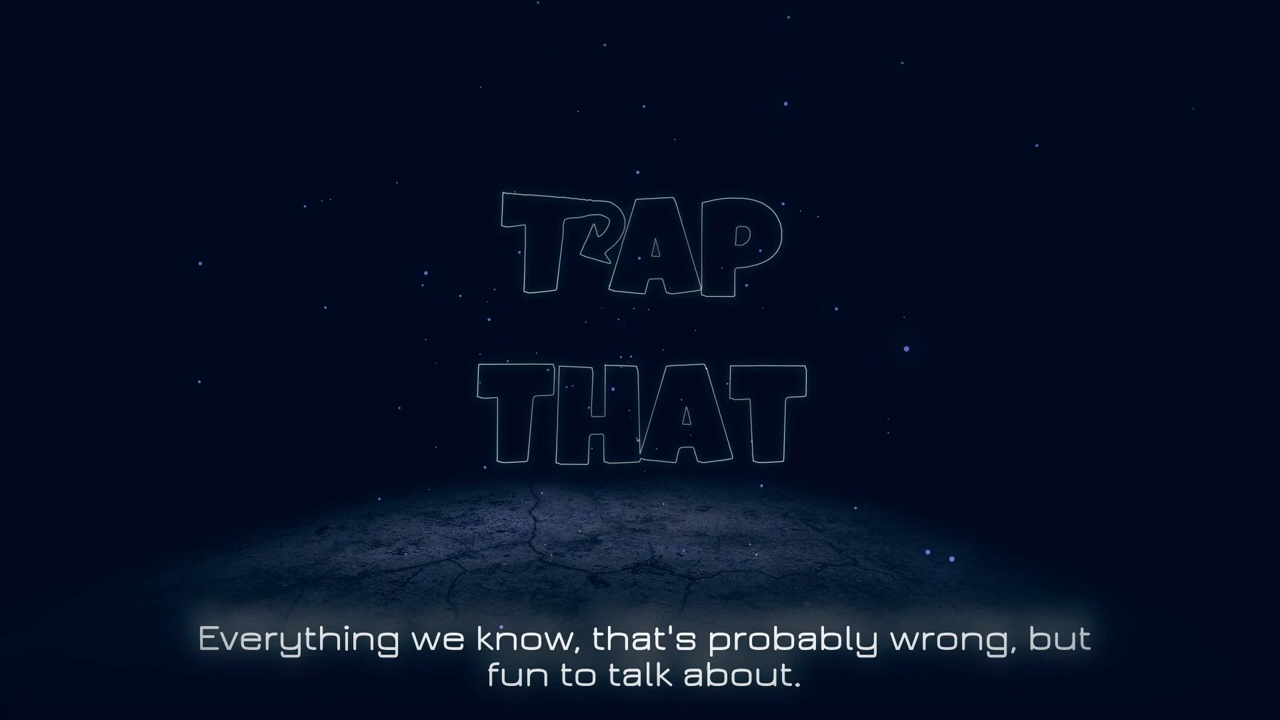 TRAP
THAT
Everything we know, that's probably wrong, but
fun to talk about.